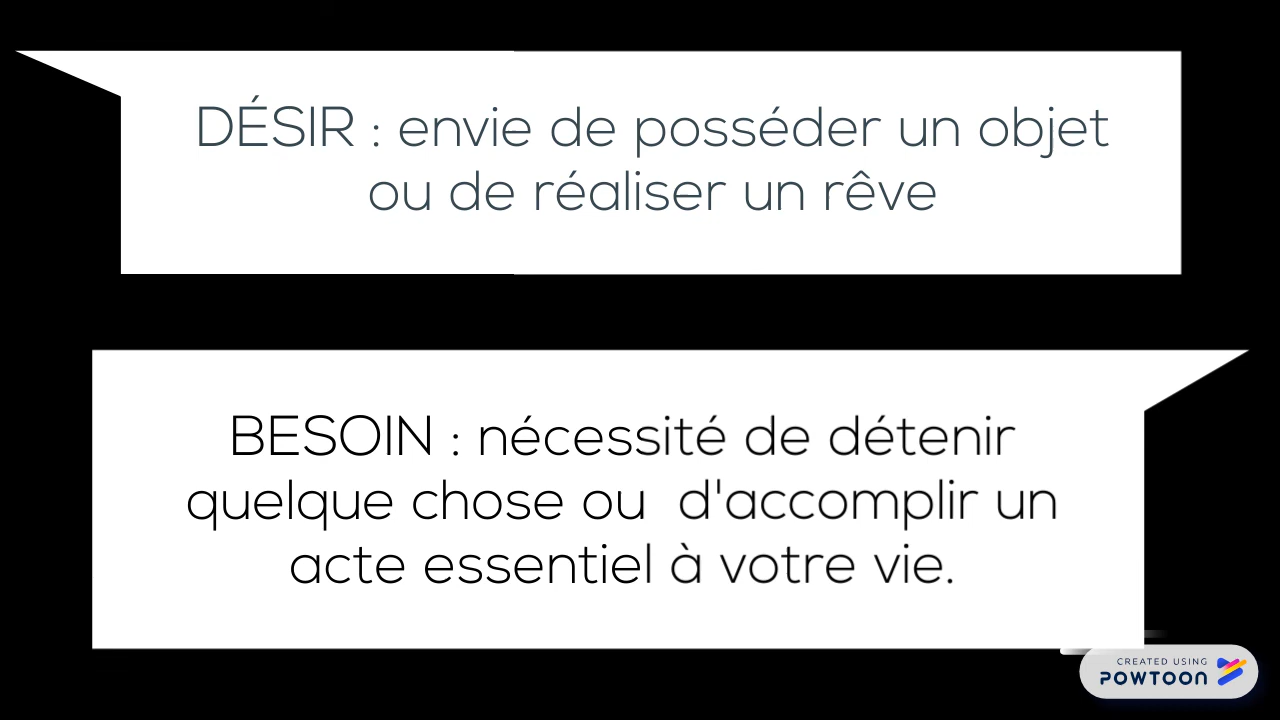 DÉSIR : envie de posséder un objet
ou de réaliser un rêve
BESOIN : nécessité de détenir
quelque chose ou  d'accomplir un
acte essentiel à votre vie.
CREATED USING
POWTOON